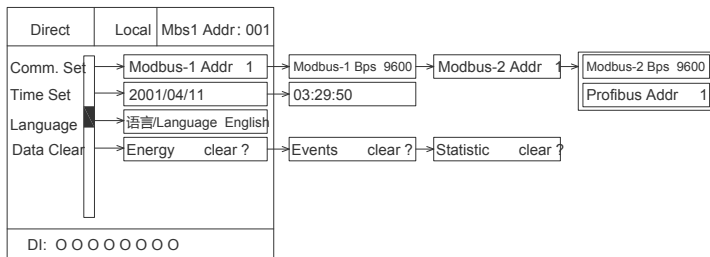 Direct Local Mbs1 Addr: 001
Comm. Set Modbus-1 Addr 1 Modbus-1 Bps 9600 Modbus-2 Addr 1 Modbus-2 Bps 9600
Time Set 2001/04/11 03:29:50 Profibus Addr 1
Language 语言/Language English
Data Clear Energy clear ? Events clear ? Statistic clear ?
DI: O O O O O O O O